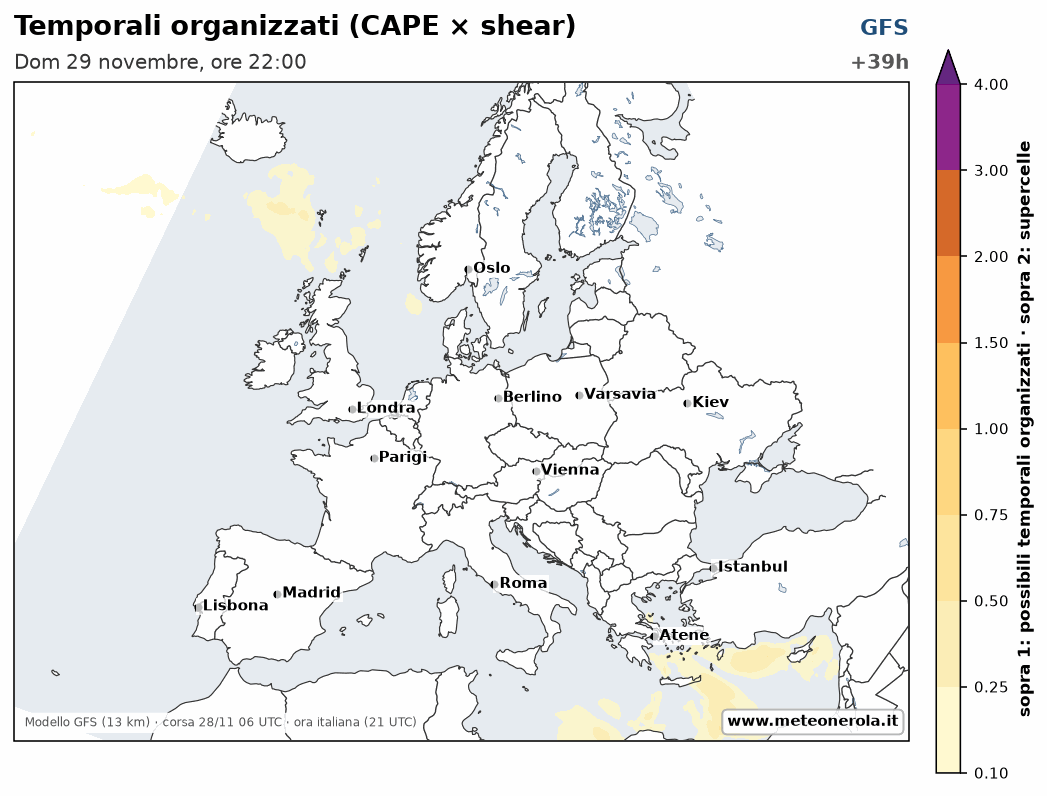 Temporali organizzati (CAPE × shear)
GFS
Dom 29 novembre, ore 22:00
+39h
4.00
3.00
2.00
1.50
1.00
0.75
0.50
0.25
0.10
sopra 1: possibili temporali organizzati · sopra 2: supercelle
Oslo
Berlino
Varsavia
Kiev
Londra
Parigi
Vienna
Istanbul
Roma
Madrid
Lisbona
Atene
Modello GFS (13 km) · corsa 28/11 06 UTC · ora italiana (21 UTC)
www.meteonerola.it